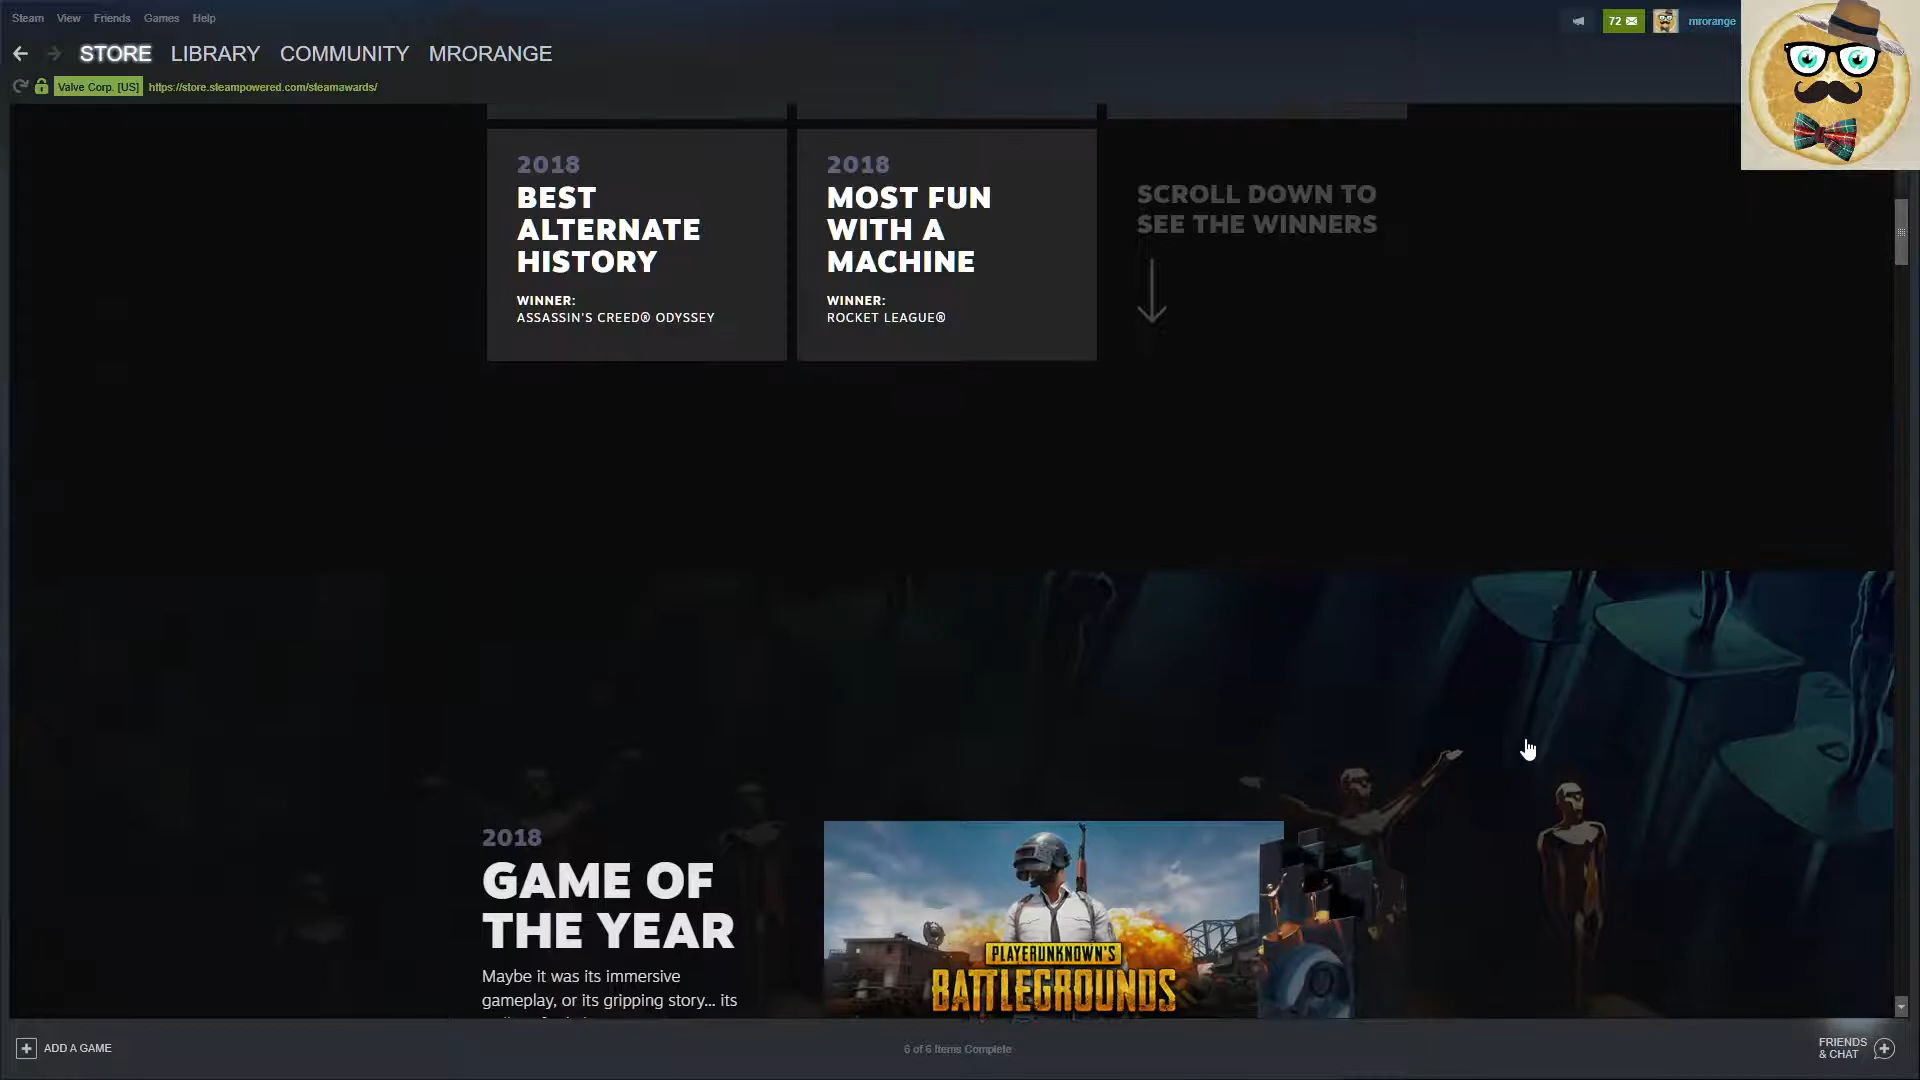 Steam View Friends Games Help
72
mrorange
STORE LIBRARY COMMUNITY MRORANGE
Valve Corp. [US] https://store.steampowered.com/steamawards/
2018
BEST
ALTERNATE
HISTORY
WINNER:
ASSASSIN'S CREED® ODYSSEY
2018
MOST FUN
WITH A
MACHINE
WINNER:
ROCKET LEAGUE®
SCROLL DOWN TO
SEE THE WINNERS
2018
GAME OF
THE YEAR
Maybe it was its immersive
gameplay, or its gripping story... its
PLAYERUNKNOWN'S
BATTLEGROUNDS
ADD A GAME
6 of 6 Items Complete
FRIENDS
& CHAT